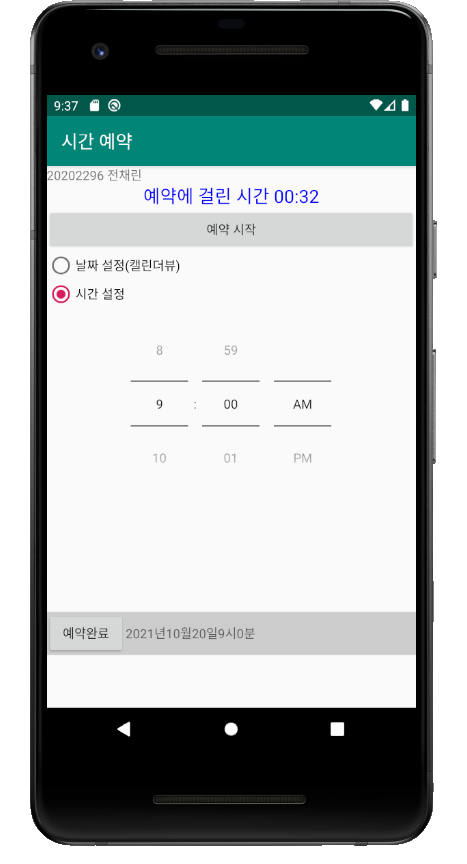 9:37
시간 예약
20202296 전채린
예약에 걸린 시간 00:32
예약 시작
날짜 설정(캘린더뷰)
시간 설정
8 59
9 : 00 AM
10 01 PM
예약완료 2021년10월20일9시0분